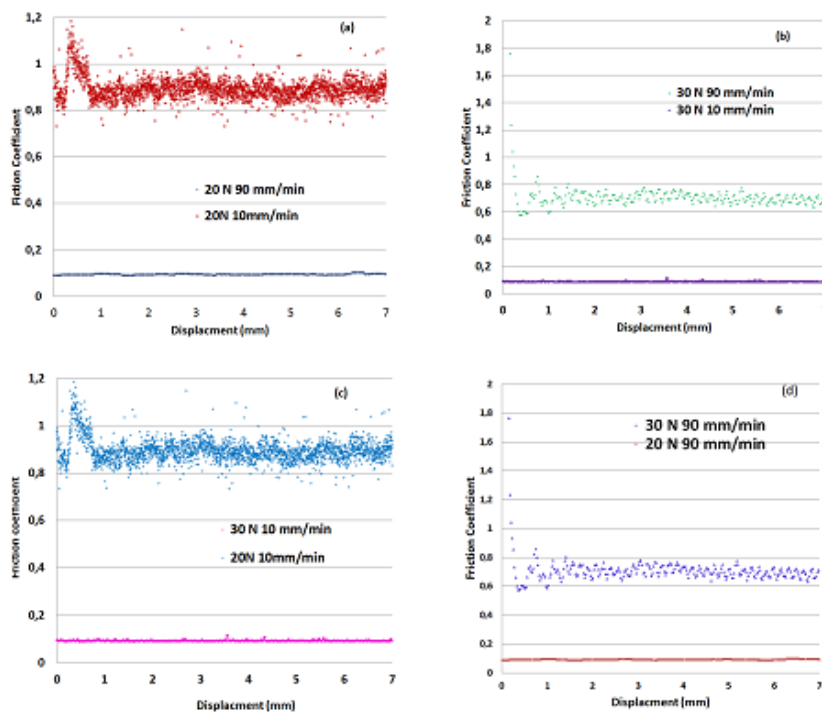 (a)
1,2
1
0,8
0,6
0,4
0,2
0
Fiction Coefficient
20 N 90 mm/min
20N 10mm/min
0 1 2 3 4 5 6 7
Displacment (mm)
(b)
2
1,8
1,6
1,4
1,2
1
0,8
0,6
0,4
0,2
0
Friction Coefficient
30 N 90 mm/min
30 N 10 mm/min
0 1 2 3 4 5 6 7
Displacment (mm)
(c)
1,2
1
0,8
0,6
0,4
0,2
0
Friction coefficient
30 N 10 mm/min
20N 10mm/min
0 1 2 3 4 5 6 7
Displacment (mm)
(d)
2
1,8
1,6
1,4
1,2
1
0,8
0,6
0,4
0,2
0
Friction Coefficient
30 N 90 mm/min
20 N 90 mm/min
0 1 2 3 4 5 6 7
Displacment (mm)